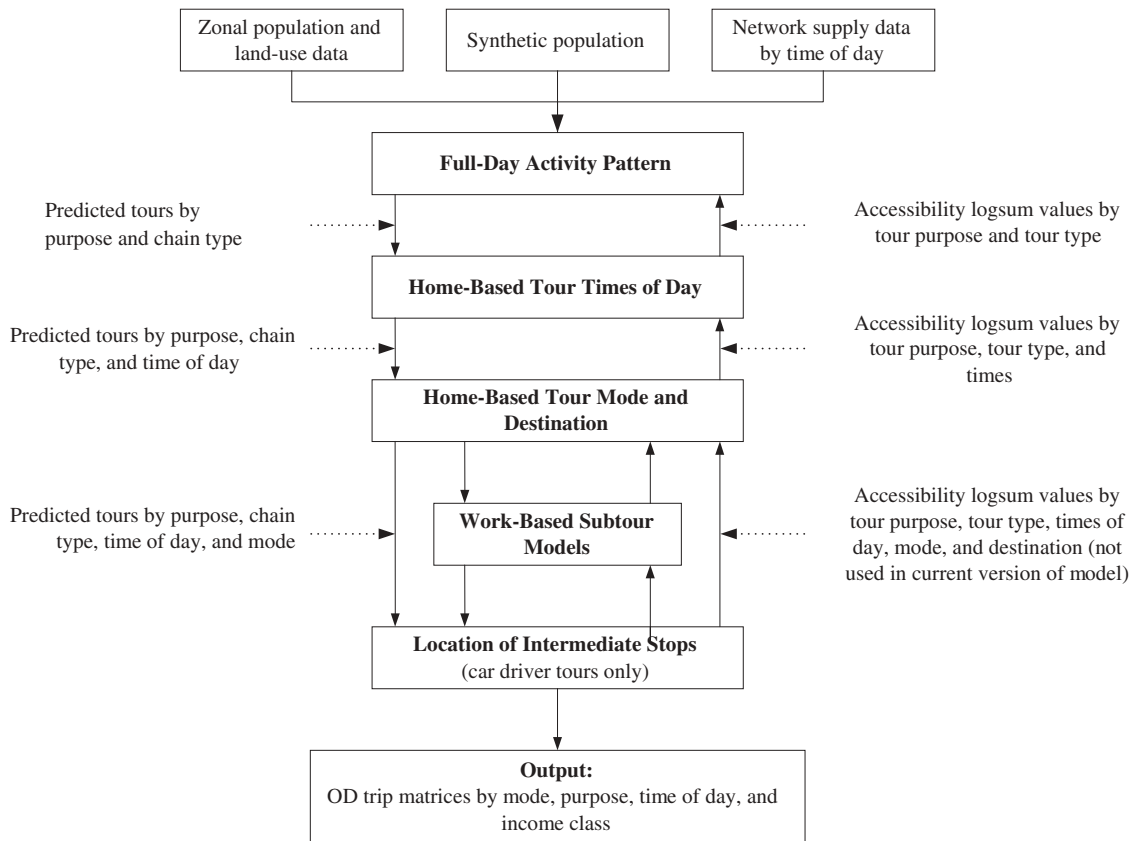 Zonal population and
land-use data
Synthetic population
Network supply data
by time of day
Full-Day Activity Pattern
Predicted tours by
purpose and chain type
Accessibility logsum values by
tour purpose and tour type
Home-Based Tour Times of Day
Predicted tours by purpose, chain
type, and time of day
Accessibility logsum values by
tour purpose, tour type, and
times
Home-Based Tour Mode and
Destination
Predicted tours by purpose, chain
type, time of day, and mode
Work-Based Subtour
Models
Accessibility logsum values by
tour purpose, tour type, times of
day, mode, and destination (not
used in current version of model)
Location of Intermediate Stops
(car driver tours only)
Output:
OD trip matrices by mode, purpose, time of day, and
income class